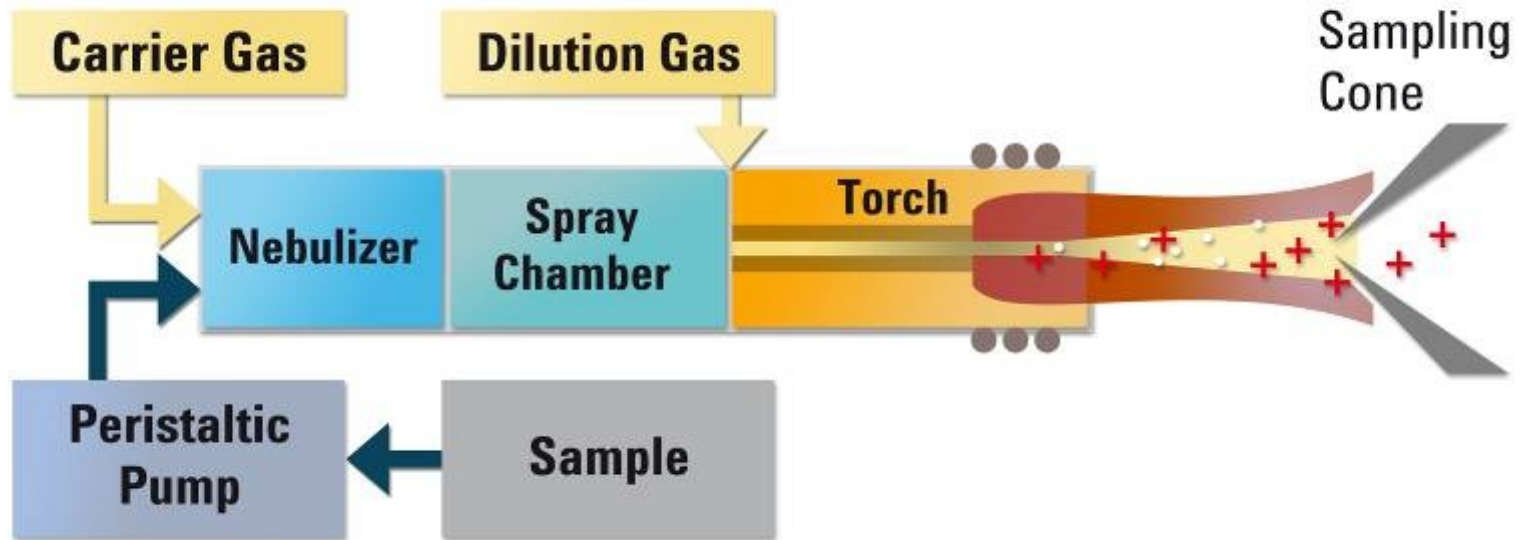 Carrier Gas
Dilution Gas
Sampling
Cone
Nebulizer
Spray
Chamber
Torch
Peristaltic
Pump
Sample